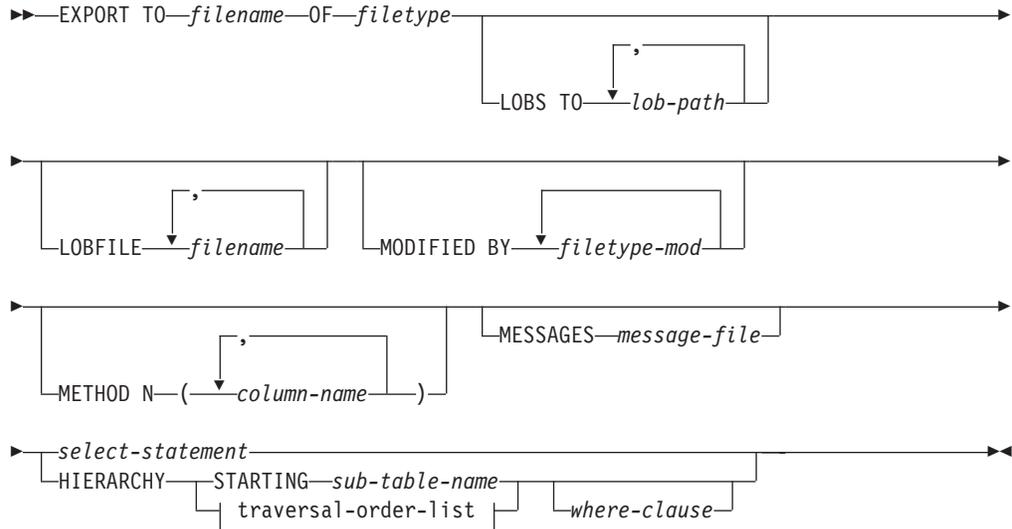 EXPORT TO filename OF filetype
,
LOBS TO lob-path
, 
LOBFILE filename MODIFIED BY filetype-mod
MESSAGES message-file
,
METHOD N ( column-name )
select-statement
HIERARCHY STARTING sub-table-name
traversal-order-list where-clause